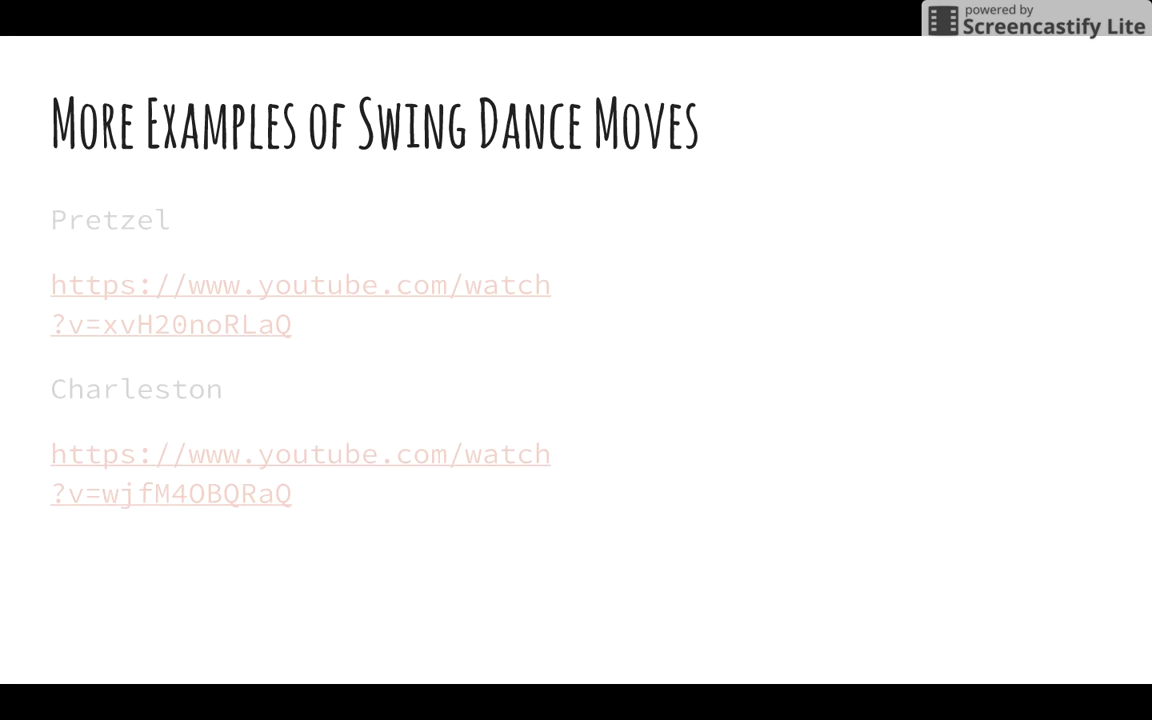 powered by
Screencastify Lite
More Examples of Swing Dance Moves
Pretzel
https://www.youtube.com/watch
?v=xvH20noRLaQ
Charleston
https://www.youtube.com/watch
?v=wjfM4OBQRaQ